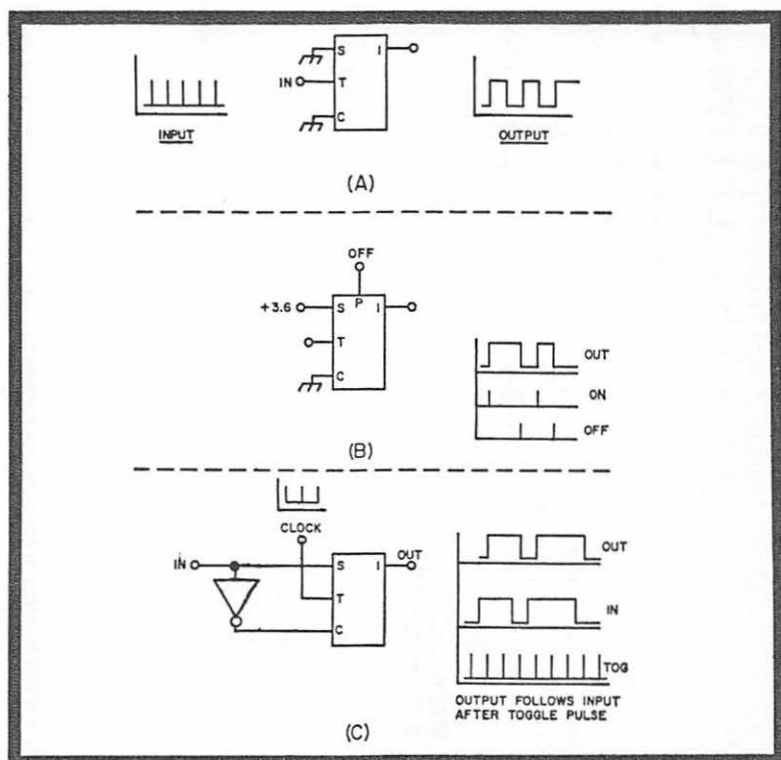 S I
IN T
C
INPUT
OUTPUT
(A)
OFF
P
+3.6 S I
T
C
OUT
ON
OFF
(B)
CLOCK
IN S I OUT
T
C
OUT
IN
TOG
OUTPUT FOLLOWS INPUT
AFTER TOGGLE PULSE
(C)